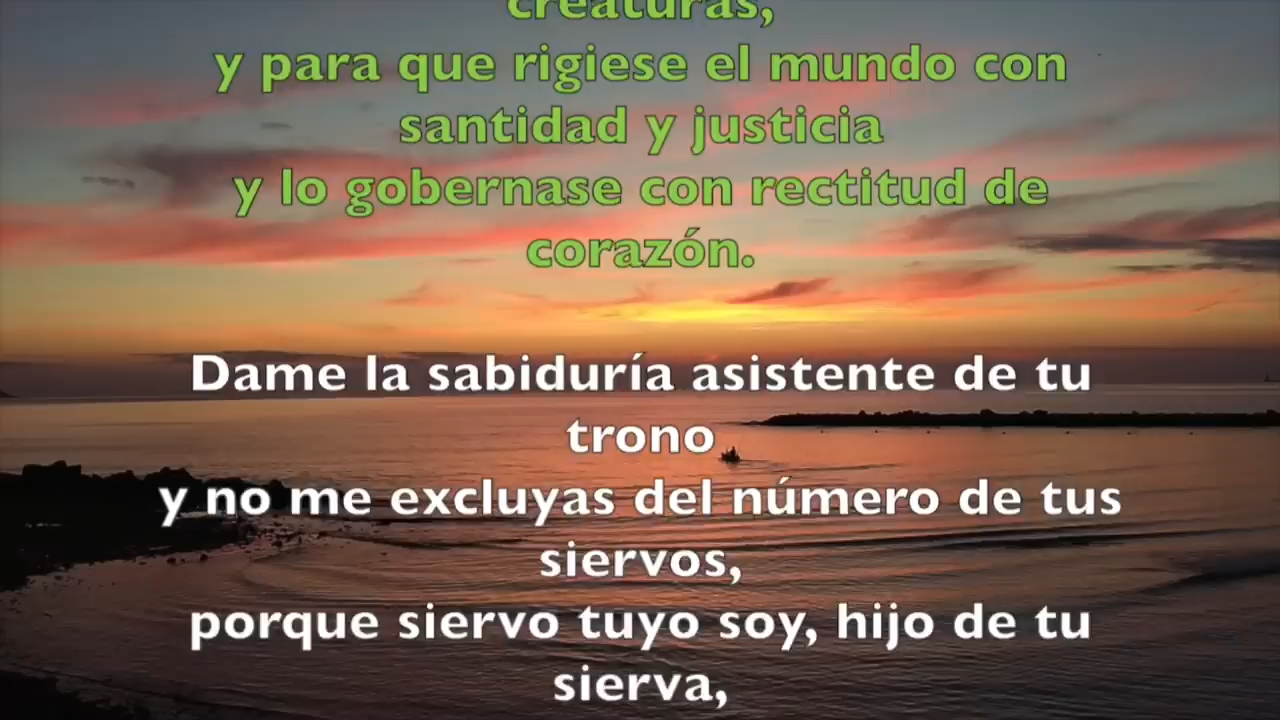 creaturas,
y para que rigiese el mundo con
santidad y justicia
y lo gobernase con rectitud de
corazón.
Dame la sabiduría asistente de tu
trono
y no me excluyas del número de tus
siervos,
porque siervo tuyo soy, hijo de tu
sierva,